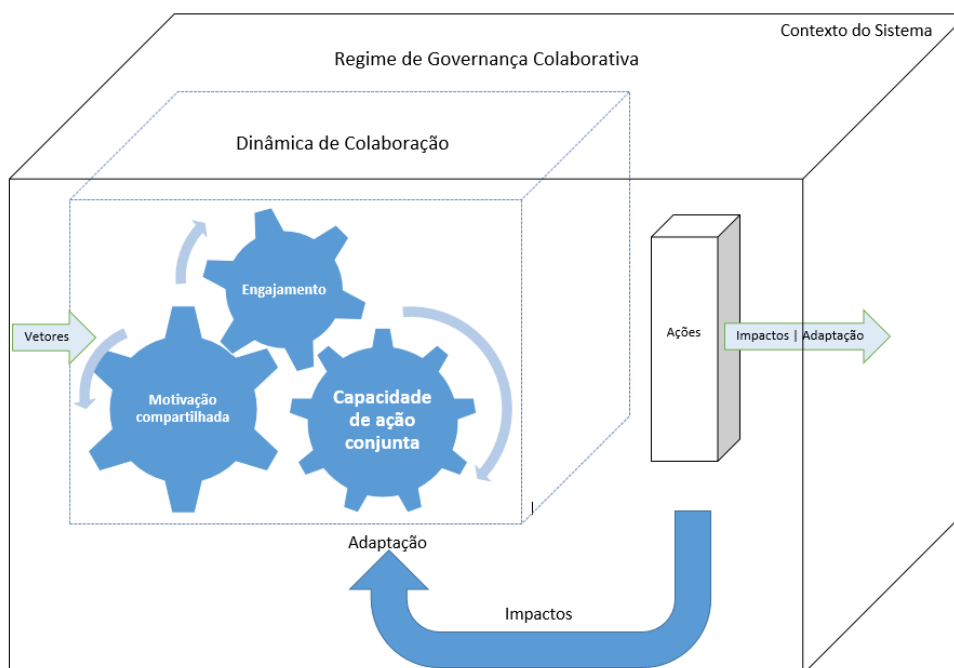 Contexto do Sistema
Regime de Governança Colaborativa
Dinâmica de Colaboração
Engajamento
Vetores
Motivação
compartilhada
Capacidade
de ação
conjunta
Ações
Impactos | Adaptação
Adaptação
Impactos